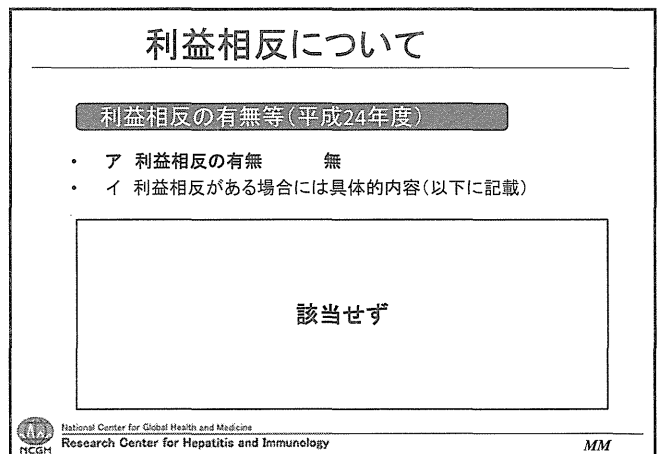 利益相反について
利益相反の有無等(平成24年度)
・ ア 利益相反の有無 無
・ イ 利益相反がある場合には具体的内容(以下に記載)
該当せず
National Center for Global Health and Medicine
NCGM Research Center for Hepatitis and Immunology MM